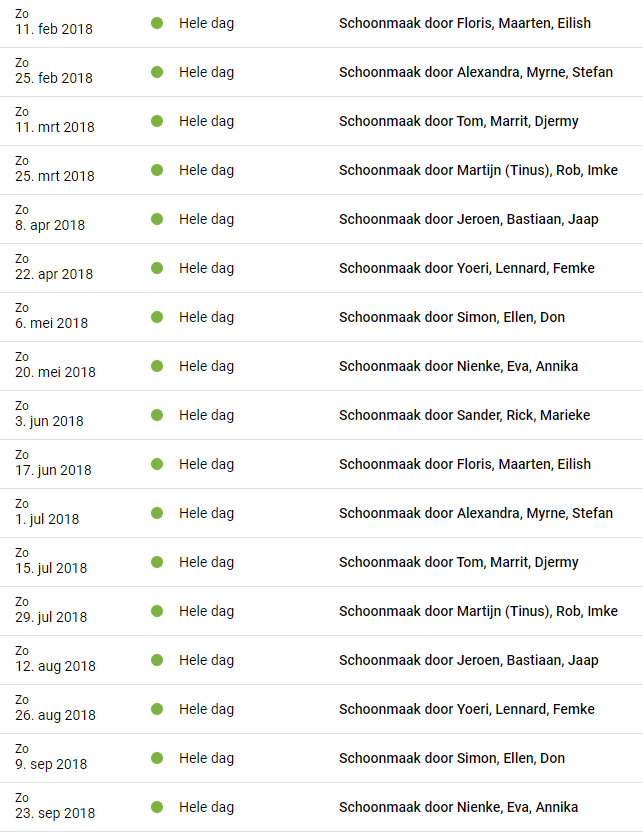 Zo
11. feb 2018 Hele dag Schoonmaak door Floris, Maarten, Eilish
Zo
25. feb 2018 Hele dag Schoonmaak door Alexandra, Myrne, Stefan
Zo
11. mrt 2018 Hele dag Schoonmaak door Tom, Marrit, Djermy
Zo
25. mrt 2018 Hele dag Schoonmaak door Martijn (Tinus), Rob, Imke
Zo
8. apr 2018 Hele dag Schoonmaak door Jeroen, Bastiaan, Jaap
Zo
22. apr 2018 Hele dag Schoonmaak door Yoeri, Lennard, Femke
Zo
6. mei 2018 Hele dag Schoonmaak door Simon, Ellen, Don
Zo
20. mei 2018 Hele dag Schoonmaak door Nienke, Eva, Annika
Zo
3. jun 2018 Hele dag Schoonmaak door Sander, Rick, Marieke
Zo
17. jun 2018 Hele dag Schoonmaak door Floris, Maarten, Eilish
Zo
1. jul 2018 Hele dag Schoonmaak door Alexandra, Myrne, Stefan
Zo
15. jul 2018 Hele dag Schoonmaak door Tom, Marrit, Djermy
Zo
29. jul 2018 Hele dag Schoonmaak door Martijn (Tinus), Rob, Imke
Zo
12. aug 2018 Hele dag Schoonmaak door Jeroen, Bastiaan, Jaap
Zo
26. aug 2018 Hele dag Schoonmaak door Yoeri, Lennard, Femke
Zo
9. sep 2018 Hele dag Schoonmaak door Simon, Ellen, Don
Zo
23. sep 2018 Hele dag Schoonmaak door Nienke, Eva, Annika